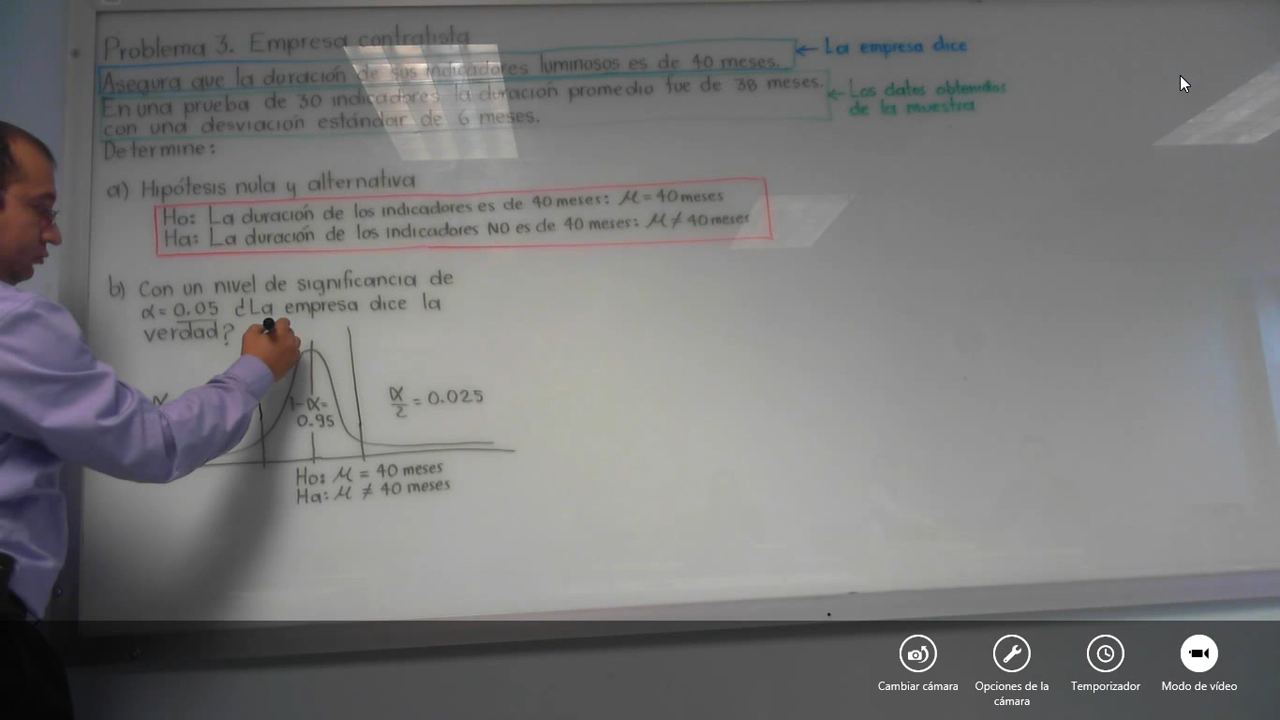 Problema 3. Empresa contratista
Asegura que la duración de sus indicadores luminosos es de 40 meses.
← La empresa dice
En una prueba de 30 indicadores, la duración promedio fue de 38 meses.
con una desviación estándar de 6 meses.
← Los datos obtenidos
de la muestra
Determine:
a) Hipótesis nula y alternativa
Ho: La duración de los indicadores es de 40 meses: μ = 40 meses
Ha: La duración de los indicadores NO es de 40 meses: μ ≠ 40 meses
b) Con un nivel de significancia de
α = 0.05 ¿La empresa dice la
verdad?
1-α=
0.95
α/2 = 0.025
Ho: μ = 40 meses
Ha: μ ≠ 40 meses
Cambiar cámara
Opciones de la
cámara
Temporizador
Modo de vídeo